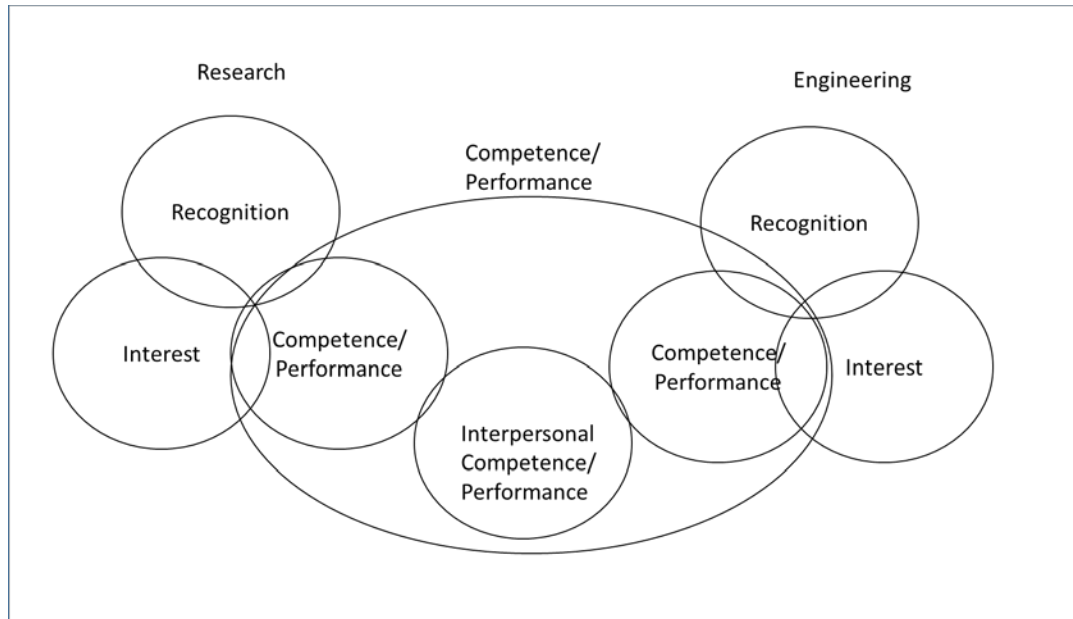 Research
Engineering
Competence/
Performance
Recognition
Recognition
Interest
Competence/
Performance
Competence/
Performance
Interest
Interpersonal
Competence/
Performance